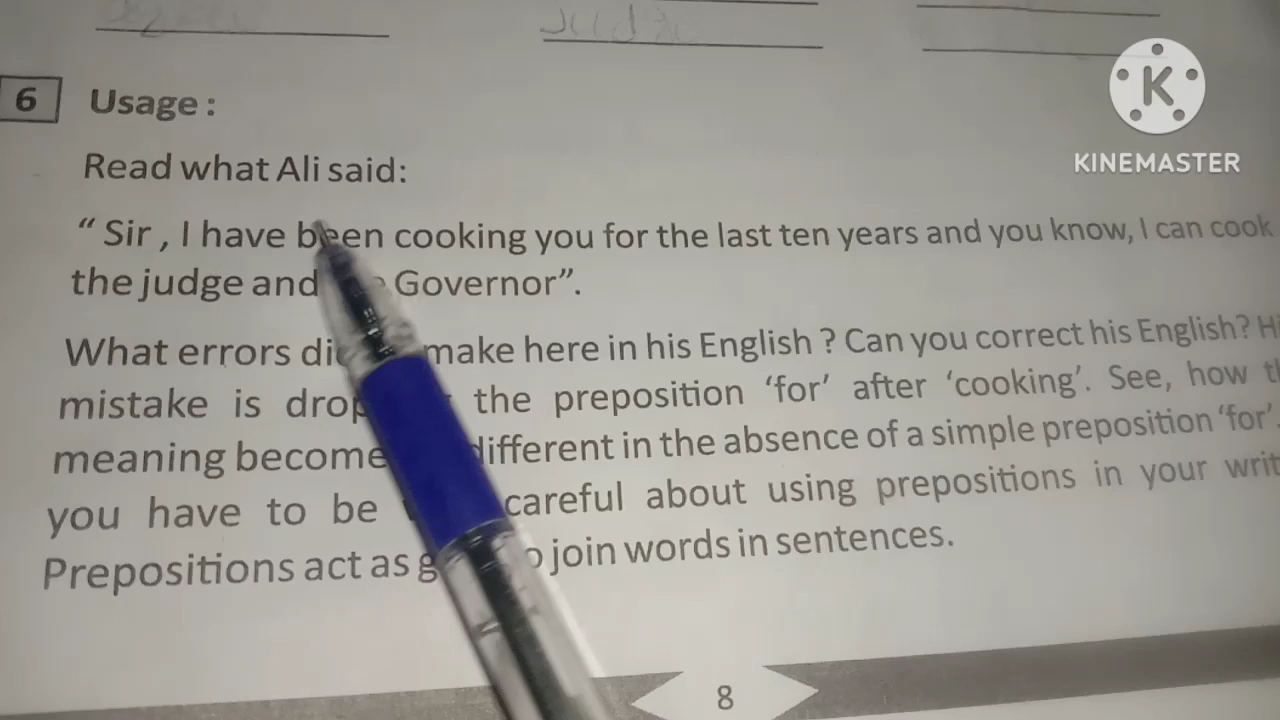 6 Usage :
Read what Ali said:
“ Sir , I have been cooking you for the last ten years and you know, I can cook
the judge and Governor”.
What errors make here in his English ? Can you correct his English?
mistake is the preposition ‘for’ after ‘cooking’. See, how
meaning different in the absence of a simple preposition ‘for’.
you have to be careful about using prepositions in your
Prepositions act as join words in sentences.
8
K
KINEMASTER